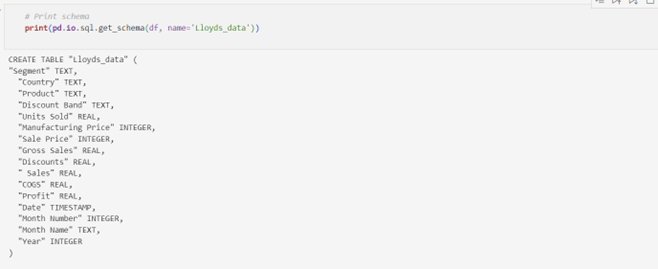 # Print schema
print(pd.io.sql.get_schema(df, name='Lloyds_data'))
CREATE TABLE "Lloyds_data" (
"Segment" TEXT,
"Country" TEXT,
"Product" TEXT,
"Discount Band" TEXT,
"Units Sold" REAL,
"Manufacturing Price" INTEGER,
"Sale Price" INTEGER,
"Gross Sales" REAL,
"Discounts" REAL,
" Sales" REAL,
"COGS" REAL,
"Profit" REAL,
"Date" TIMESTAMP,
"Month Number" INTEGER,
"Month Name" TEXT,
"Year" INTEGER
)